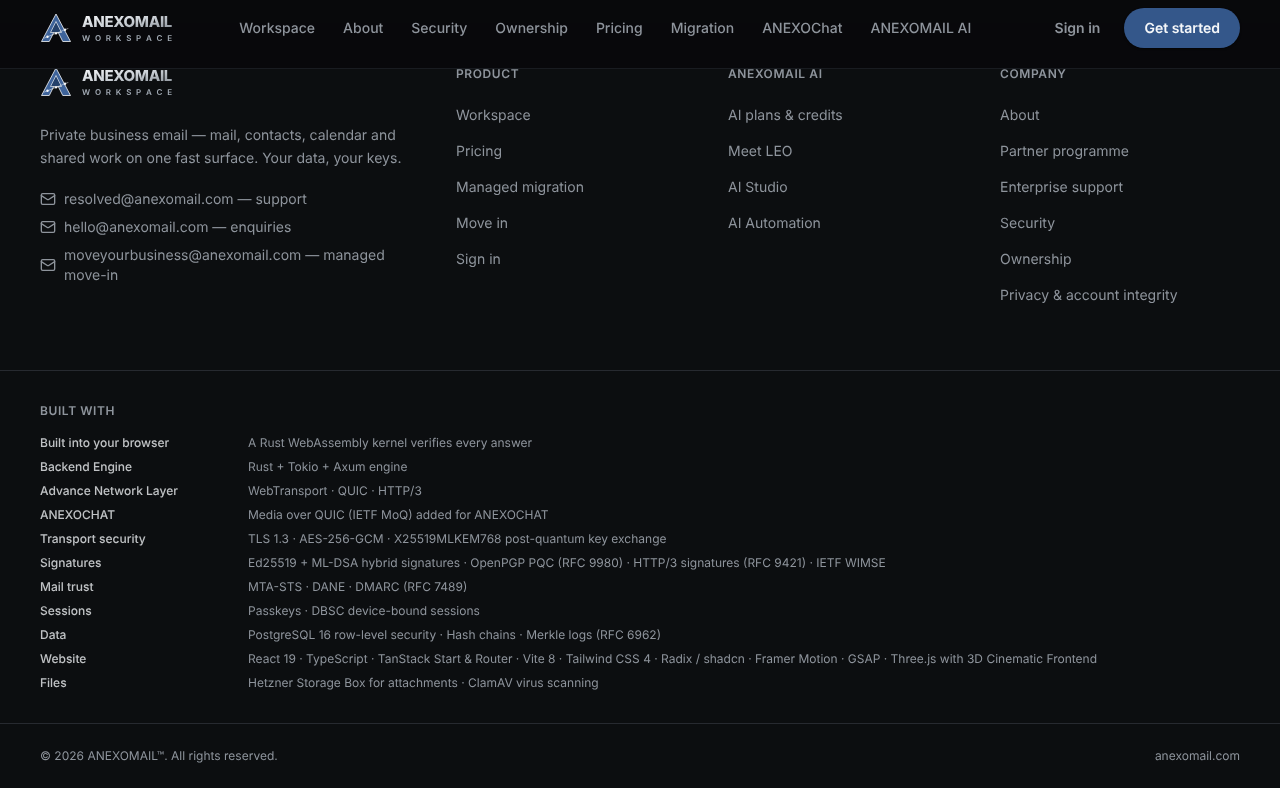 ANEXOMAIL
WORKSPACE
Workspace
About
Security
Ownership
Pricing
Migration
ANEXOChat
ANEXOMAIL AI
Sign in
Get started
ANEXOMAIL
WORKSPACE
Private business email — mail, contacts, calendar and
shared work on one fast surface. Your data, your keys.
resolved@anexomail.com — support
hello@anexomail.com — enquiries
moveyourbusiness@anexomail.com — managed
move-in
PRODUCT
Workspace
Pricing
Managed migration
Move in
Sign in
ANEXOMAIL AI
AI plans & credits
Meet LEO
AI Studio
AI Automation
COMPANY
About
Partner programme
Enterprise support
Security
Ownership
Privacy & account integrity
BUILT WITH
Built into your browser A Rust WebAssembly kernel verifies every answer
Backend Engine Rust + Tokio + Axum engine
Advance Network Layer WebTransport · QUIC · HTTP/3
ANEXOCHAT Media over QUIC (IETF MoQ) added for ANEXOCHAT
Transport security TLS 1.3 · AES-256-GCM · X25519MLKEM768 post-quantum key exchange
Signatures Ed25519 + ML-DSA hybrid signatures · OpenPGP PQC (RFC 9980) · HTTP/3 signatures (RFC 9421) · IETF WIMSE
Mail trust MTA-STS · DANE · DMARC (RFC 7489)
Sessions Passkeys · DBSC device-bound sessions
Data PostgreSQL 16 row-level security · Hash chains · Merkle logs (RFC 6962)
Website React 19 · TypeScript · TanStack Start & Router · Vite 8 · Tailwind CSS 4 · Radix / shadcn · Framer Motion · GSAP · Three.js with 3D Cinematic Frontend
Files Hetzner Storage Box for attachments · ClamAV virus scanning
© 2026 ANEXOMAIL™. All rights reserved.
anexomail.com